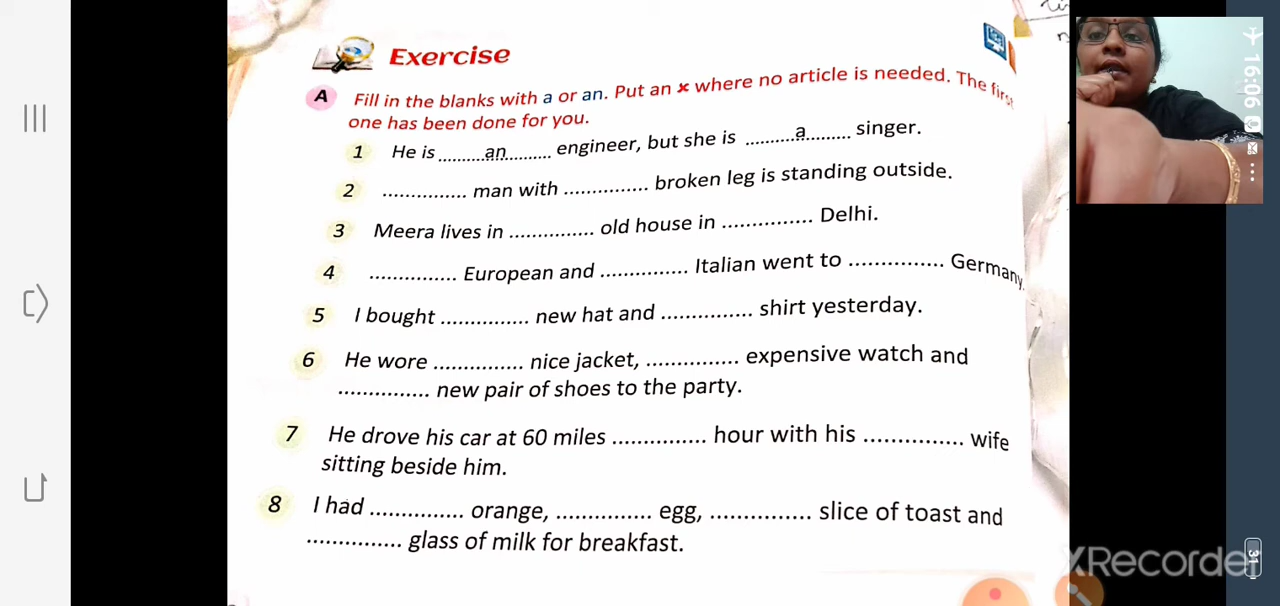 Exercise
A Fill in the blanks with a or an. Put an × where no article is needed. The first
one has been done for you.
1 He is ..........an.......... engineer, but she is ..........a.......... singer.
2 ............... man with ............... broken leg is standing outside.
3 Meera lives in ............... old house in ............... Delhi.
4 ............... European and ............... Italian went to ............... Germany.
5 I bought ............... new hat and ............... shirt yesterday.
6 He wore ............... nice jacket, ............... expensive watch and
............... new pair of shoes to the party.
7 He drove his car at 60 miles ............... hour with his ............... wife
sitting beside him.
8 I had ............... orange, ............... egg, ............... slice of toast and
............... glass of milk for breakfast.
16:06
31
XRecorder